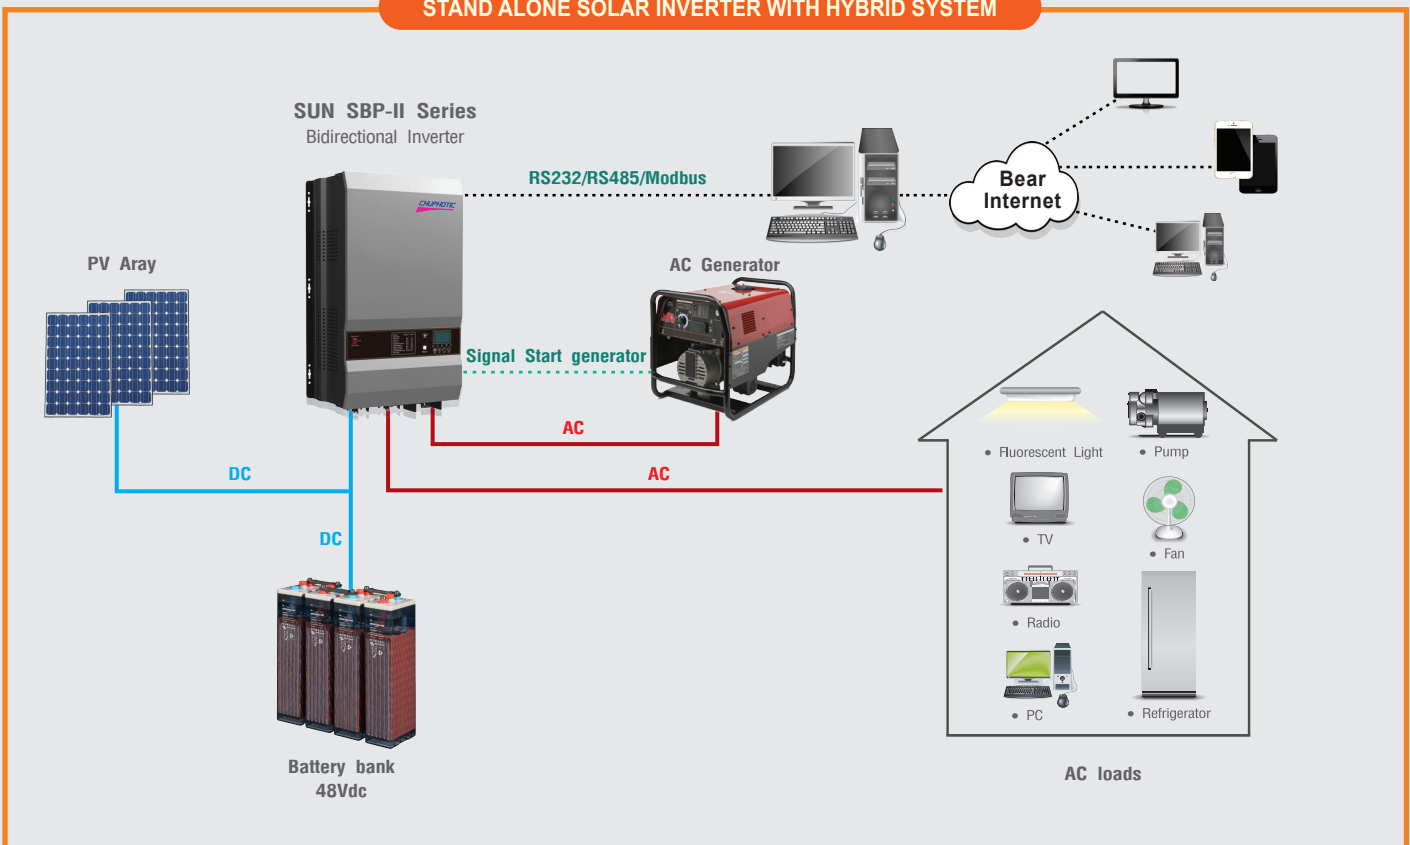 STAND ALONE SOLAR INVERTER WITH HYBRID SYSTEM
SUN SBP-II Series
Bidirectional Inverter
RS232/RS485/Modbus
Bear
Internet
CHUPHOTIC
PV Aray
AC Generator
Signal Start generator
AC
AC
DC
DC
• Fluorescent Light
• Pump
• TV
• Fan
• Radio
• PC
• Refrigerator
Battery bank
48Vdc
AC loads